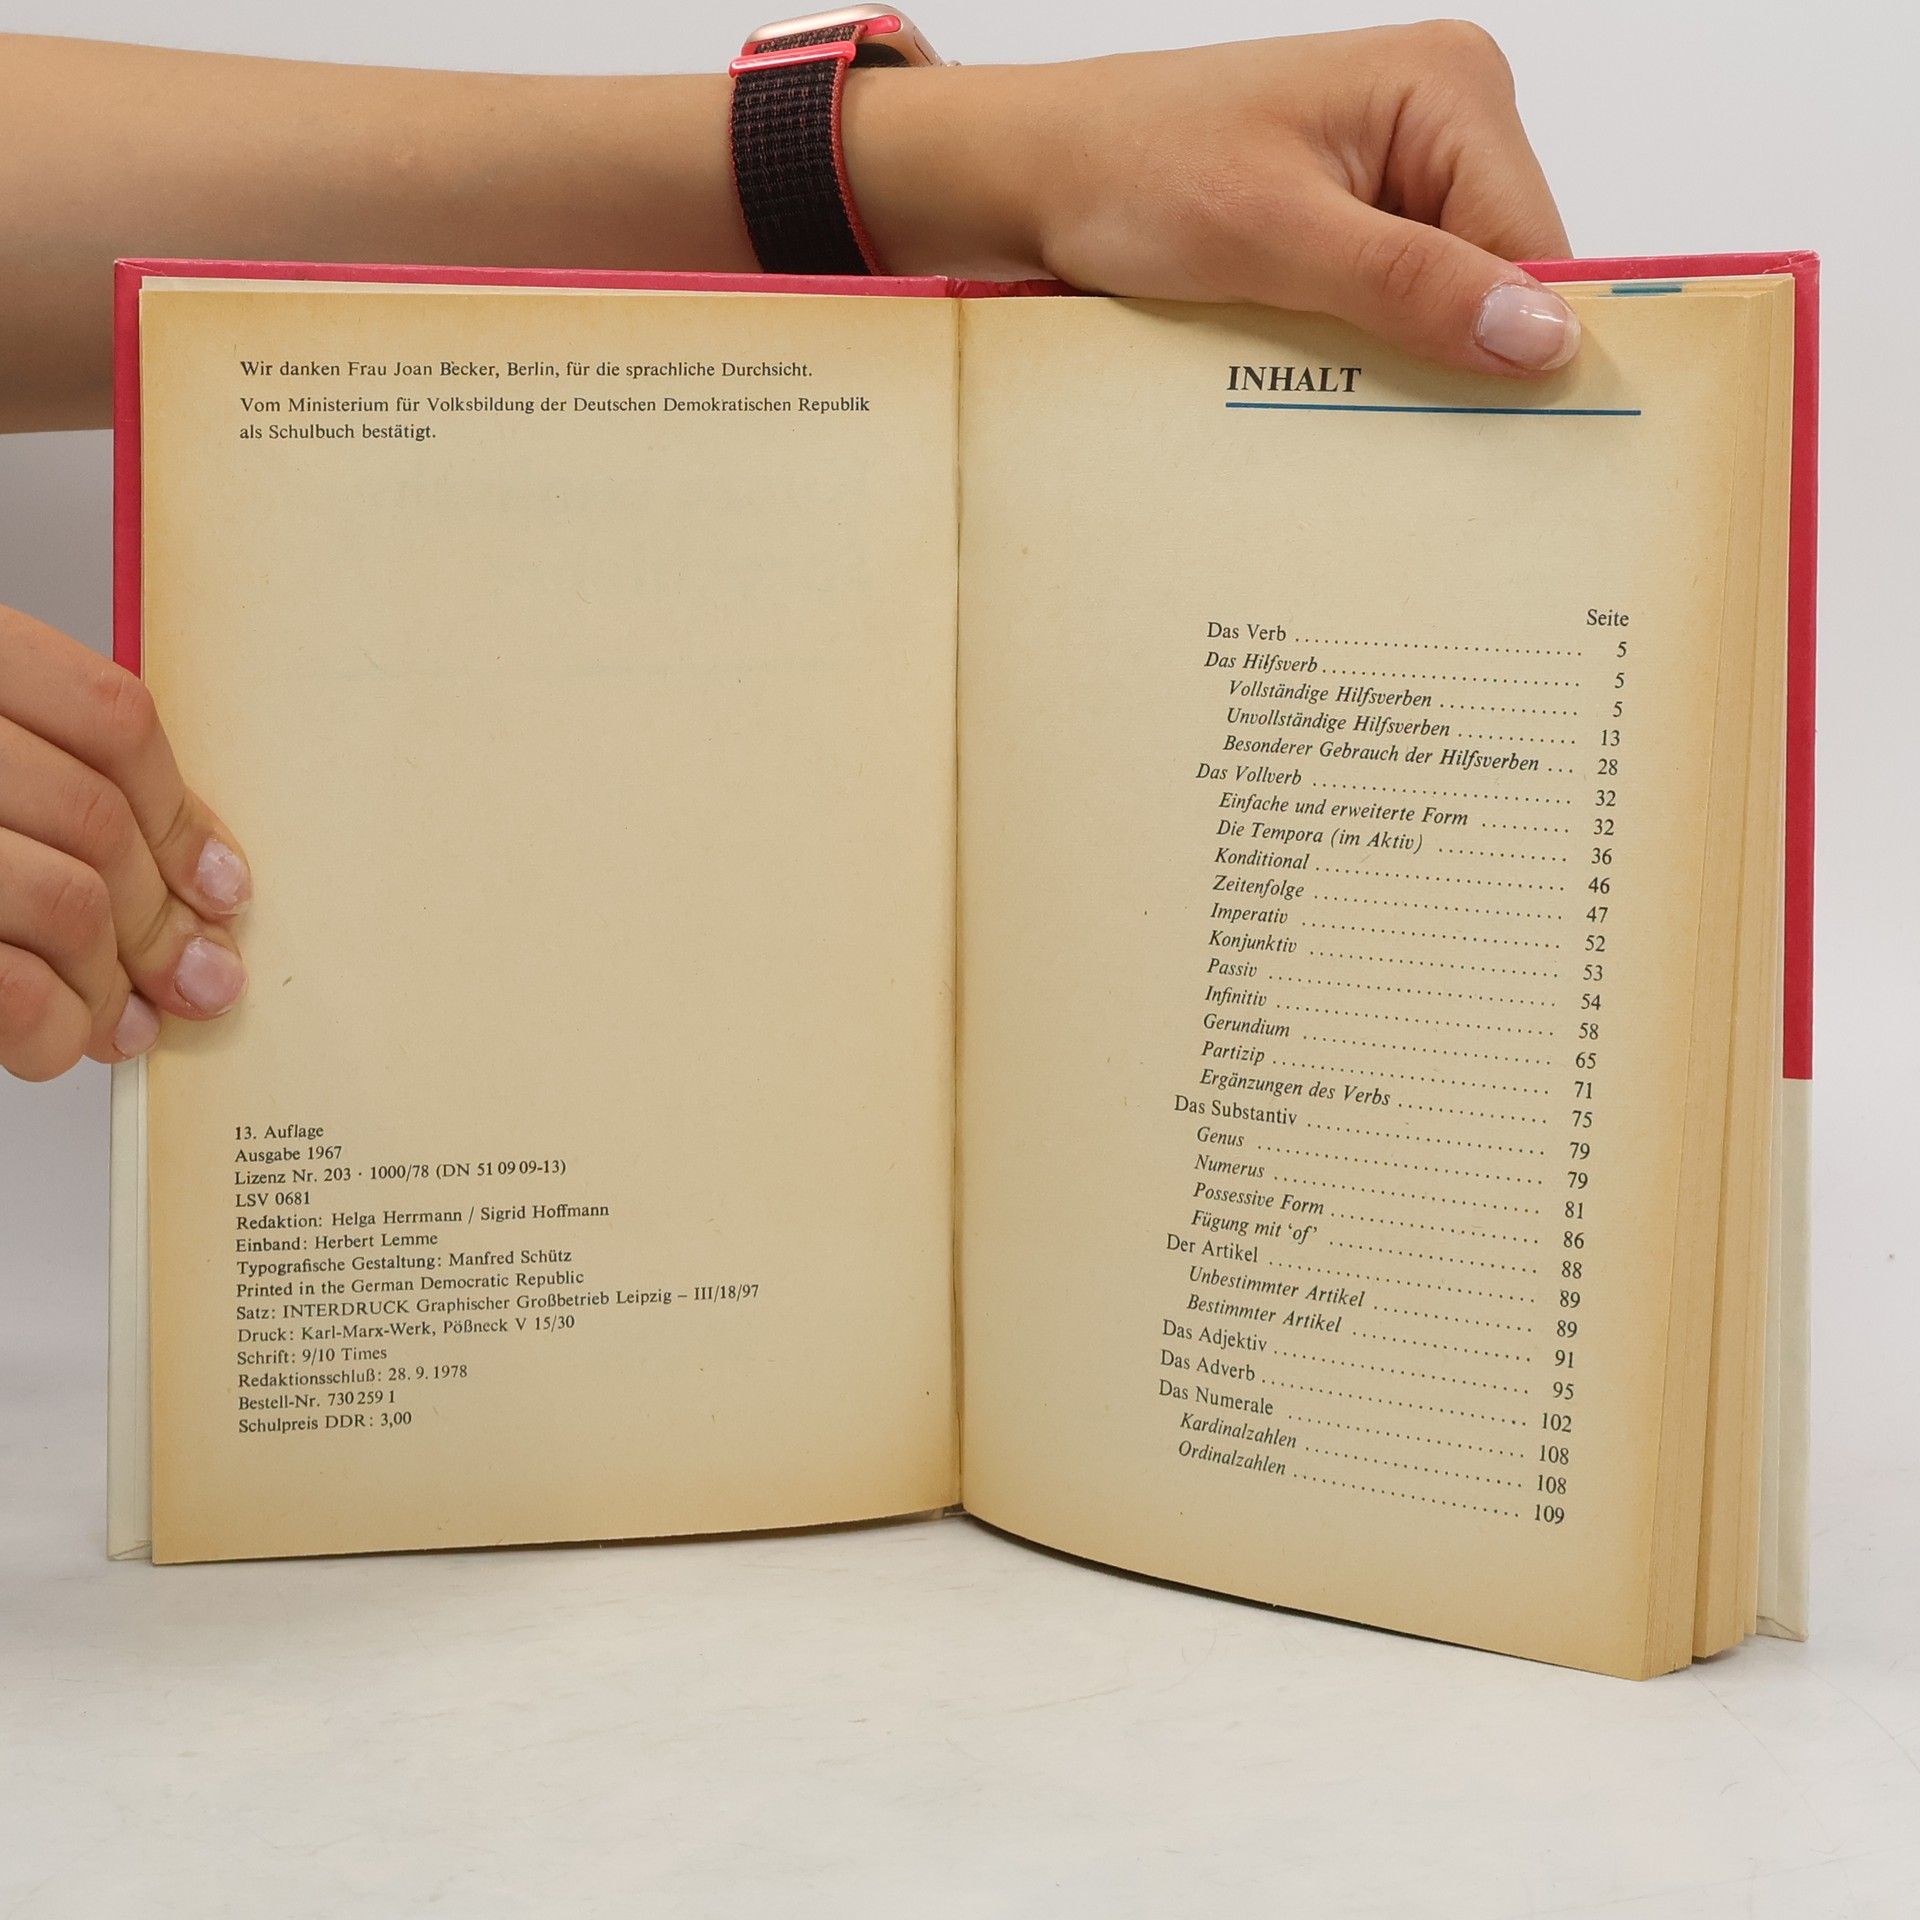 Wir danken Frau Joan Becker, Berlin, für die sprachliche Durchsicht.
Vom Ministerium für Volksbildung der Deutschen Demokratischen Republik
als Schulbuch bestätigt.
13. Auflage
Ausgabe 1967
Lizenz Nr. 203 · 1000/78 (DN 51 09 09-13)
LSV 0681
Redaktion: Helga Herrmann / Sigrid Hoffmann
Einband: Herbert Lemme
Typografische Gestaltung: Manfred Schütz
Printed in the German Democratic Republic
Satz: INTERDRUCK Graphischer Großbetrieb Leipzig – III/18/97
Druck: Karl-Marx-Werk, Pößneck V 15/30
Schrift: 9/10 Times
Redaktionsschluß: 28. 9. 1978
Bestell-Nr. 730 259 1
Schulpreis DDR: 3,00
INHALT
Seite
Das Verb ............................. 5
Das Hilfsverb ............................. 5
Vollständige Hilfsverben .............. 5
Unvollständige Hilfsverben ............ 13
Besonderer Gebrauch der Hilfsverben ... 28
Das Vollverb ............................. 32
Einfache und erweiterte Form ......... 32
Die Tempora (im Aktiv) ............. 36
Konditional ......................... 46
Zeitenfolge ......................... 47
Imperativ ......................... 52
Konjunktiv ......................... 53
Passiv ............................. 54
Infinitiv ............................. 58
Gerundium ......................... 65
Partizip ............................. 71
Ergänzungen des Verbs ............... 75
Das Substantiv ......................... 79
Genus ............................. 79
Numerus ............................. 81
Possessive Form ..................... 86
Fügung mit ‘of’ ..................... 88
Der Artikel ............................. 89
Unbestimmter Artikel ................ 89
Bestimmter Artikel .................. 91
Das Adjektiv ............................. 95
Das Adverb ............................. 102
Das Numerale ......................... 108
Kardinalzahlen ....................... 108
Ordinalzahlen ....................... 109